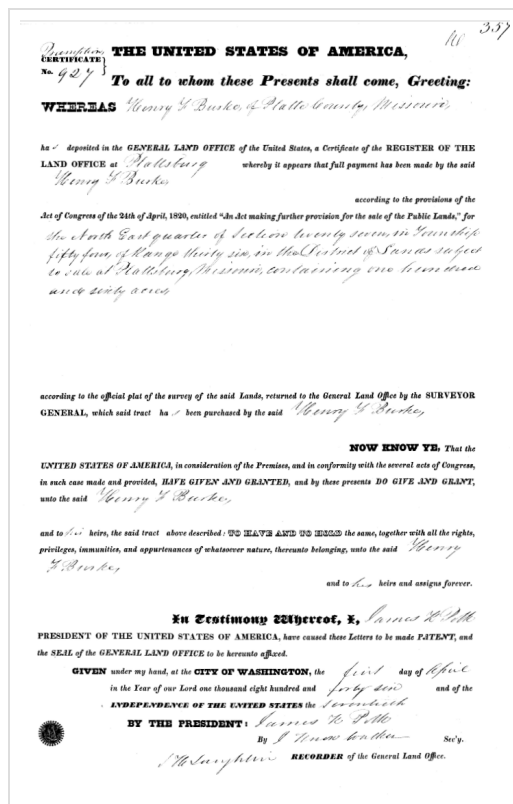 357
Preemption
CERTIFICATE
No. 927
THE UNITED STATES OF AMERICA,
To all to whom these Presents shall come, Greeting:
WHEREAS Henry F Burke, of Platte County, Missouri,
ha s deposited in the GENERAL LAND OFFICE of the United States, a Certificate of the REGISTER OF THE
LAND OFFICE at Plattsburg whereby it appears that full payment has been made by the said
Henry F Burke,
according to the provisions of the
Act of Congress of the 24th of April, 1820, entitled "An Act making further provision for the sale of the Public Lands," for
the North East quarter of Section twenty seven, in Township
fifty four, of Range thirty six, in the District of Lands subject
to sale at Plattsburg, Missouri, containing one hundred
and sixty acres,
according to the official plat of the survey of the said Lands, returned to the General Land Office by the SURVEYOR
GENERAL, which said tract ha s been purchased by the said Henry F Burke,
NOW KNOW YE, That the
UNITED STATES OF AMERICA, in consideration of the Premises, and in conformity with the several acts of Congress,
in such case made and provided, HAVE GIVEN AND GRANTED, and by these presents DO GIVE AND GRANT,
unto the said Henry F Burke,
and to his heirs, the said tract above described: TO HAVE AND TO HOLD the same, together with all the rights,
privileges, immunities, and appurtenances of whatsoever nature, thereunto belonging, unto the said Henry
F Burke,
and to his heirs and assigns forever.
In Testimony Whereof, I, James K Polk
PRESIDENT OF THE UNITED STATES OF AMERICA, have caused these Letters to be made PATENT, and
the SEAL of the GENERAL LAND OFFICE to be hereunto affixed.
GIVEN under my hand, at the CITY OF WASHINGTON, the first day of April
in the Year of our Lord one thousand eight hundred and forty six and of the
INDEPENDENCE OF THE UNITED STATES the Seventieth
BY THE PRESIDENT: James K Polk
By J Knox Walker Sec'y.
S H Laughlin RECORDER of the General Land Office.